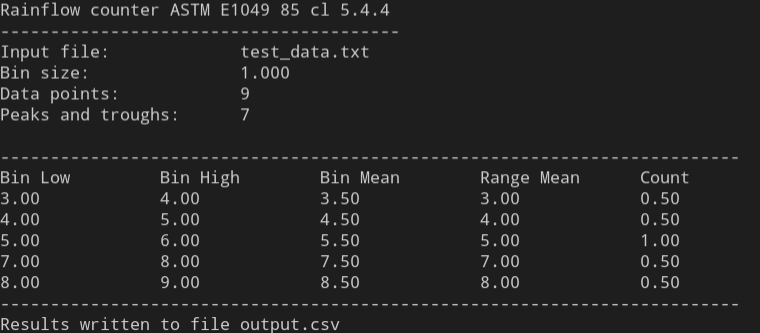 Rainflow counter ASTM E1049 85 cl 5.4.4
----------------------------------------
Input file:             test_data.txt
Bin size:               1.000
Data points:            9
Peaks and troughs:      7
--------------------------------------------------------------------------
Bin Low         Bin High        Bin Mean        Range Mean      Count
3.00            4.00            3.50            3.00            0.50
4.00            5.00            4.50            4.00            0.50
5.00            6.00            5.50            5.00            1.00
7.00            8.00            7.50            7.00            0.50
8.00            9.00            8.50            8.00            0.50
--------------------------------------------------------------------------
Results written to file output.csv